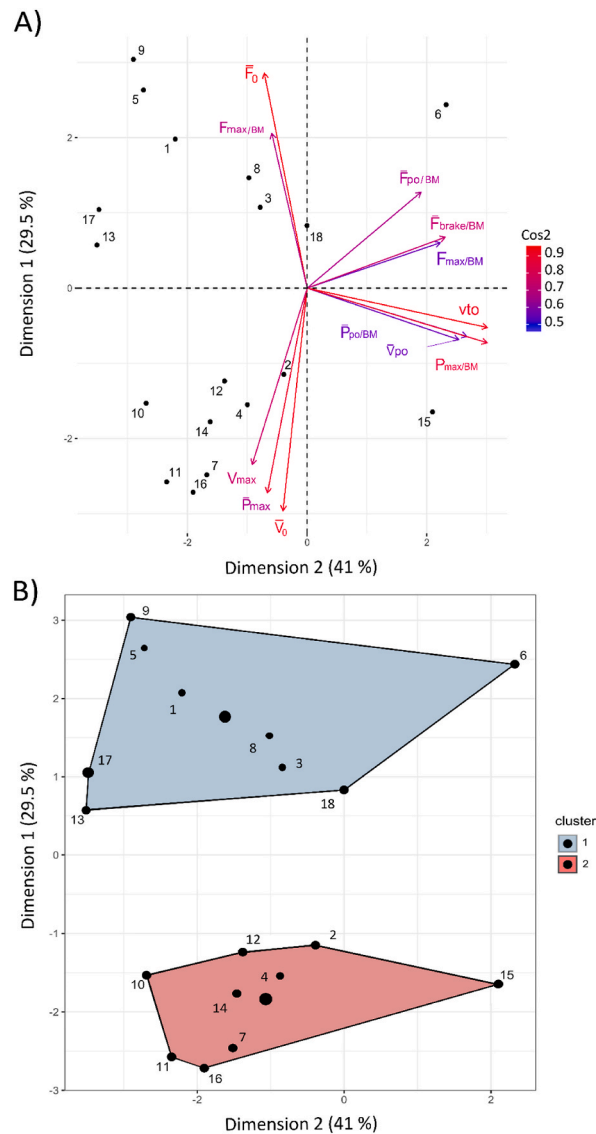 A)
9
F̅₀
5
6
Fmax/BM
1
8
F̅po/BM
17
3
F̅brake/BM
13
18
Fmax/BM
Cos2
0.9
0.8
0.7
0.6
0.5
Dimension 1 (29.5 %)
2
0
-2
vto
P̅po/BM
V̅po
Pmax/BM
2
12
10
4
15
14
7
11
16
Vmax
P̅max
V̅₀
-2
0
2
Dimension 2 (41 %)
B)
9
5
6
1
8
17
3
18
13
Dimension 1 (29.5 %)
3
2
1
0
-1
-2
-3
cluster
1
2
12
2
10
4
15
14
7
11
16
-2
0
2
Dimension 2 (41 %)